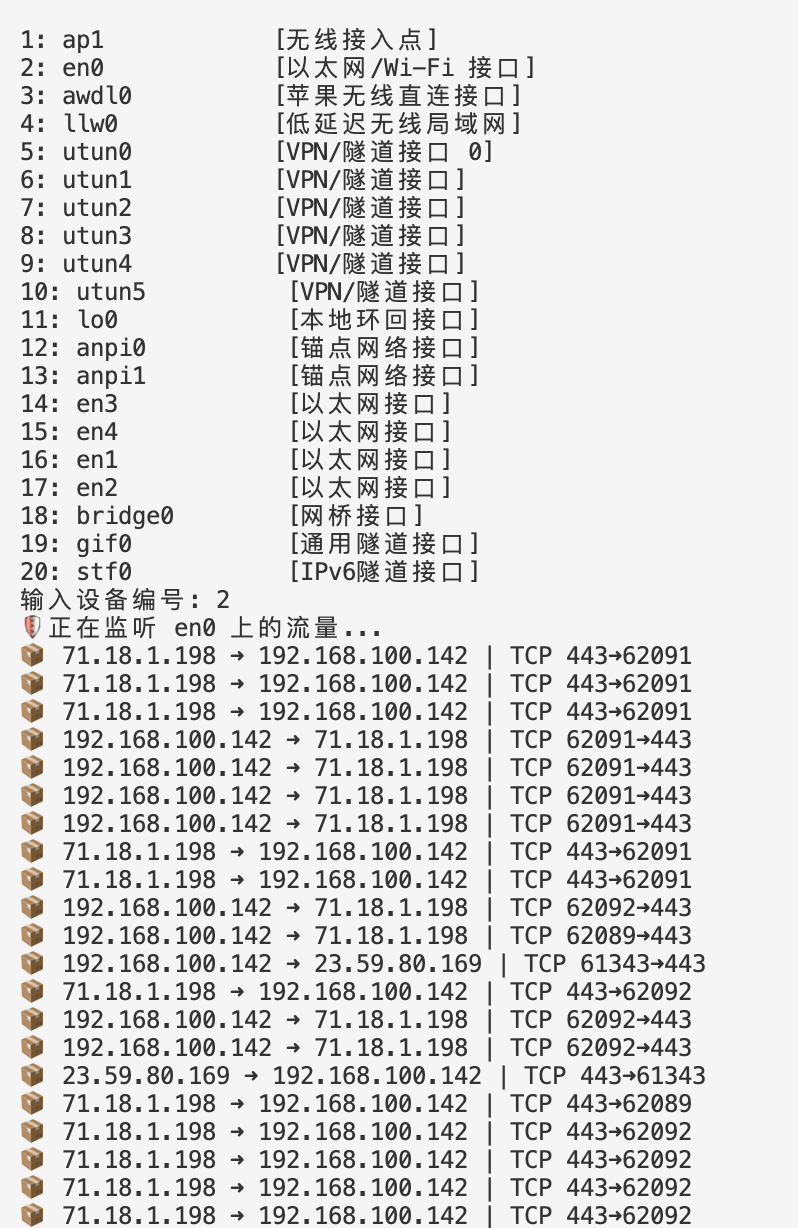 1: ap1 [无线接入点]
2: en0 [以太网/Wi-Fi 接口]
3: awdl0 [苹果无线直连接口]
4: llw0 [低延迟无线局域网]
5: utun0 [VPN/隧道接口 0]
6: utun1 [VPN/隧道接口]
7: utun2 [VPN/隧道接口]
8: utun3 [VPN/隧道接口]
9: utun4 [VPN/隧道接口]
10: utun5 [VPN/隧道接口]
11: lo0 [本地环回接口]
12: anpi0 [锚点网络接口]
13: anpi1 [锚点网络接口]
14: en3 [以太网接口]
15: en4 [以太网接口]
16: en1 [以太网接口]
17: en2 [以太网接口]
18: bridge0 [网桥接口]
19: gif0 [通用隧道接口]
20: stf0 [IPv6隧道接口]
输入设备编号: 2
🛡️正在监听 en0 上的流量...
📦 71.18.1.198 → 192.168.100.142 | TCP 443→62091
📦 71.18.1.198 → 192.168.100.142 | TCP 443→62091
📦 71.18.1.198 → 192.168.100.142 | TCP 443→62091
📦 192.168.100.142 → 71.18.1.198 | TCP 62091→443
📦 192.168.100.142 → 71.18.1.198 | TCP 62091→443
📦 192.168.100.142 → 71.18.1.198 | TCP 62091→443
📦 192.168.100.142 → 71.18.1.198 | TCP 62091→443
📦 71.18.1.198 → 192.168.100.142 | TCP 443→62091
📦 71.18.1.198 → 192.168.100.142 | TCP 443→62091
📦 192.168.100.142 → 71.18.1.198 | TCP 62092→443
📦 192.168.100.142 → 71.18.1.198 | TCP 62089→443
📦 192.168.100.142 → 23.59.80.169 | TCP 61343→443
📦 71.18.1.198 → 192.168.100.142 | TCP 443→62092
📦 192.168.100.142 → 71.18.1.198 | TCP 62092→443
📦 192.168.100.142 → 71.18.1.198 | TCP 62092→443
📦 23.59.80.169 → 192.168.100.142 | TCP 443→61343
📦 71.18.1.198 → 192.168.100.142 | TCP 443→62089
📦 71.18.1.198 → 192.168.100.142 | TCP 443→62092
📦 71.18.1.198 → 192.168.100.142 | TCP 443→62092
📦 71.18.1.198 → 192.168.100.142 | TCP 443→62092
📦 71.18.1.198 → 192.168.100.142 | TCP 443→62092